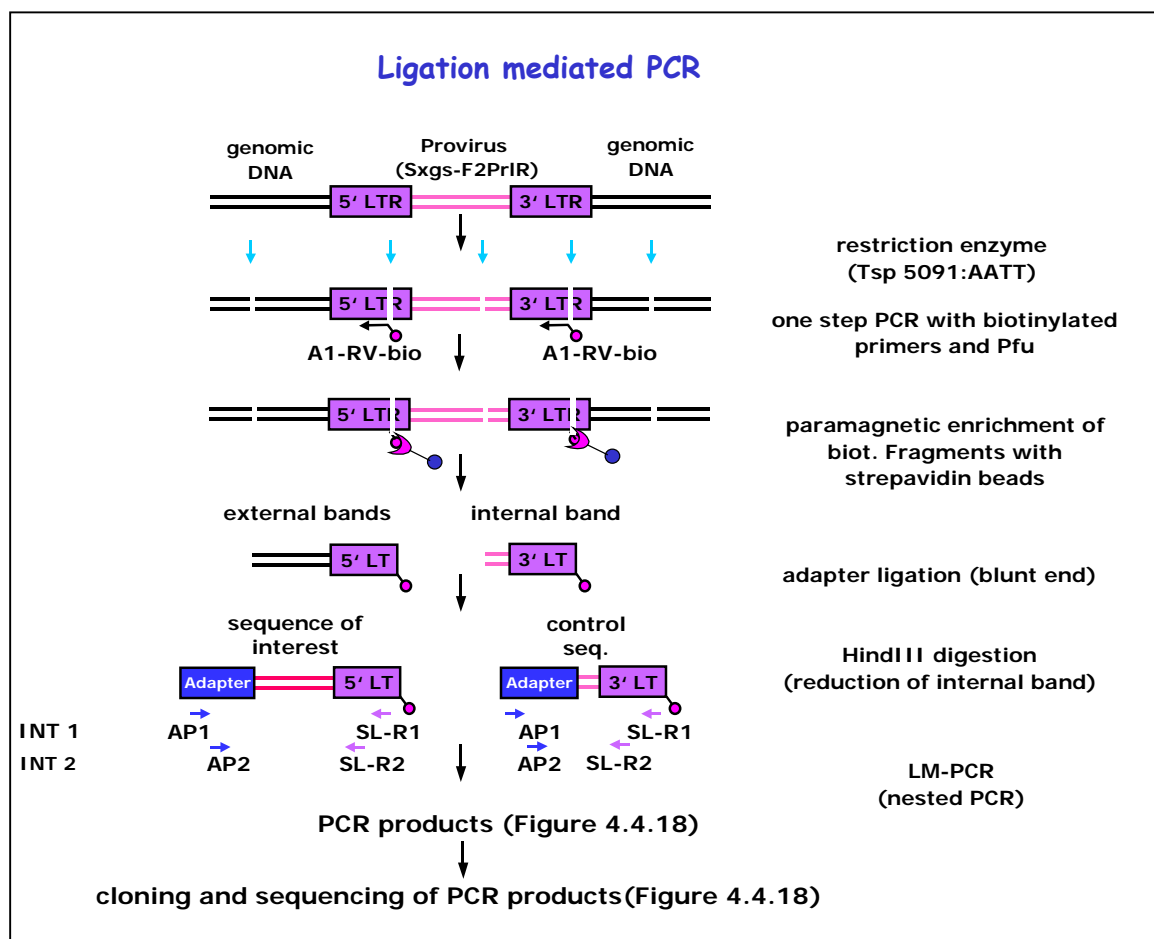 Ligation mediated PCR
genomic
DNA
Provirus
(Sxgs-F2PrIR)
genomic
DNA
5‘ LTR
3‘ LTR
restriction enzyme
(Tsp 5091:AATT)
5‘ LTR
3‘ LTR
A1-RV-bio
A1-RV-bio
one step PCR with biotinylated
primers and Pfu
5‘ LTR
3‘ LTR
paramagnetic enrichment of
biot. Fragments with
strepavidin beads
external bands
internal band
5‘ LT
3‘ LT
adapter ligation (blunt end)
sequence of
interest
control
seq.
Adapter
5‘ LT
Adapter
3‘ LT
HindIII digestion
(reduction of internal band)
INT 1
AP1
SL-R1
AP1
SL-R1
INT 2
AP2
SL-R2
AP2
SL-R2
LM-PCR
(nested PCR)
PCR products (Figure 4.4.18)
cloning and sequencing of PCR products(Figure 4.4.18)